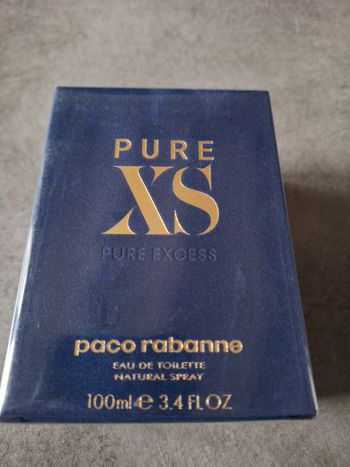 PURE
XS
PURE EXCESS
paco rabanne
EAU DE TOILETTE
NATURAL SPRAY
100ml ℮ 3.4 FL OZ